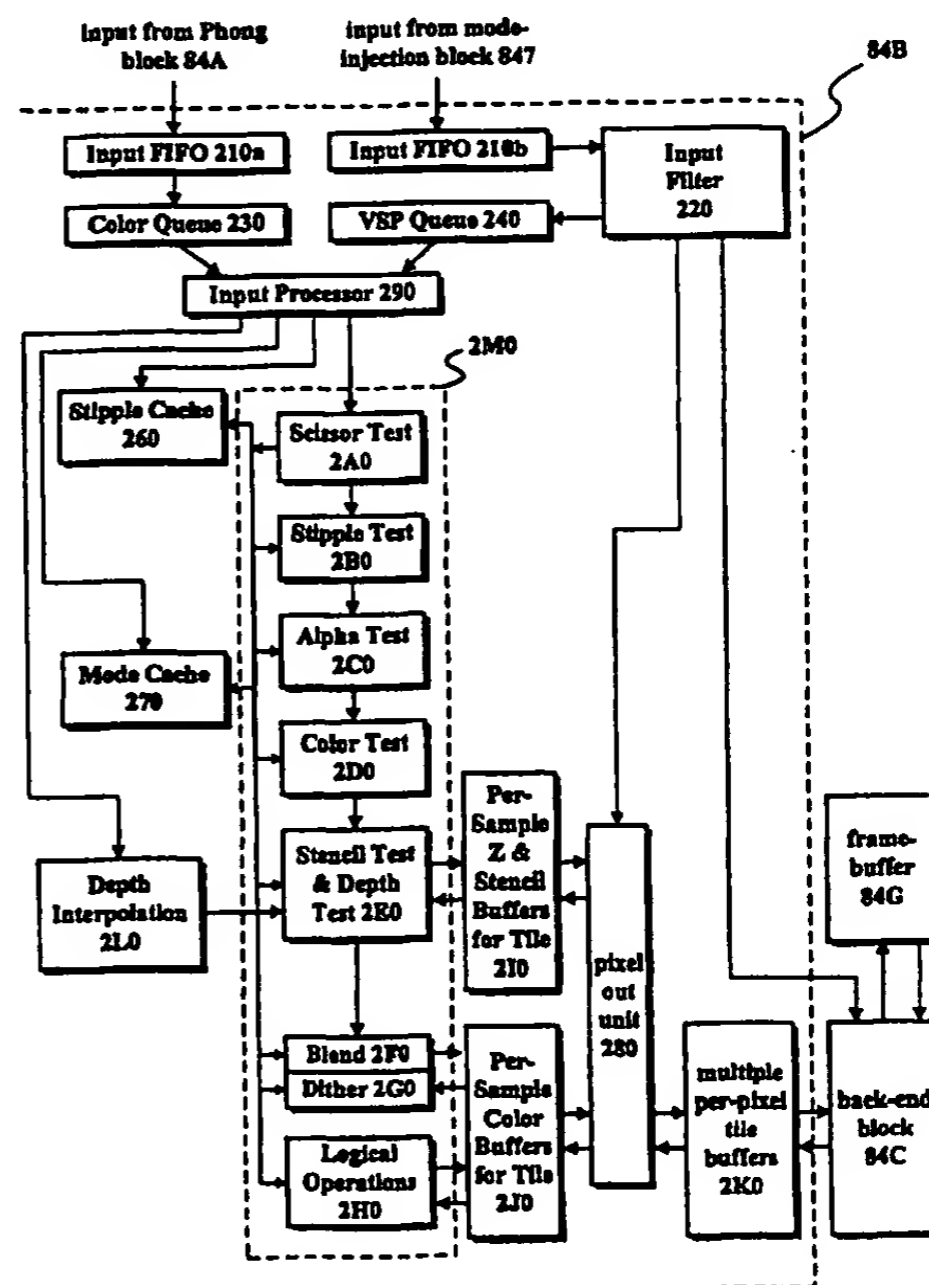 input from Phong
block 84A
input from mode-
injection block 847
84B
Input FIFO 210a
Input FIFO 210b
Input
Filter
220
Color Queue 230
VSP Queue 240
Input Processor 290
2M0
Stipple Cache
260
Scissor Test
2A0
Stipple Test
2B0
Alpha Test
2C0
Mode Cache
270
Color Test
2D0
Per-
Sample
Z &
Stencil
Buffers
for Tile
2I0
frame-
buffer
84G
Stencil Test
& Depth
Test 2E0
Depth
Interpolation
2L0
pixel
out
unit
280
Blend 2F0
Dither 2G0
Per-
Sample
Color
Buffers
for Tile
2J0
multiple
per-pixel
tile
buffers
2K0
back-end
block
84C
Logical
Operations
2H0